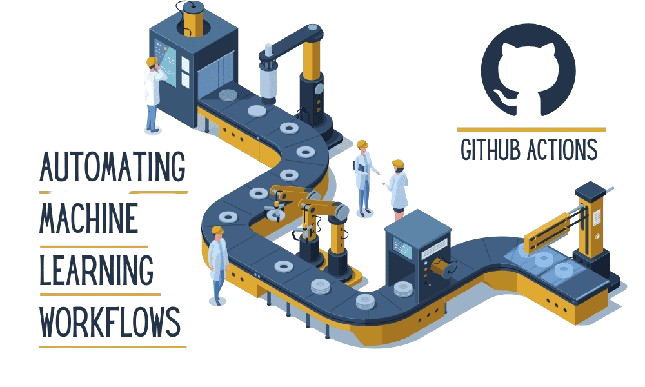 AUTOMATING
MACHINE
LEARNING
WORKFLOWS
GITHUB ACTIONS